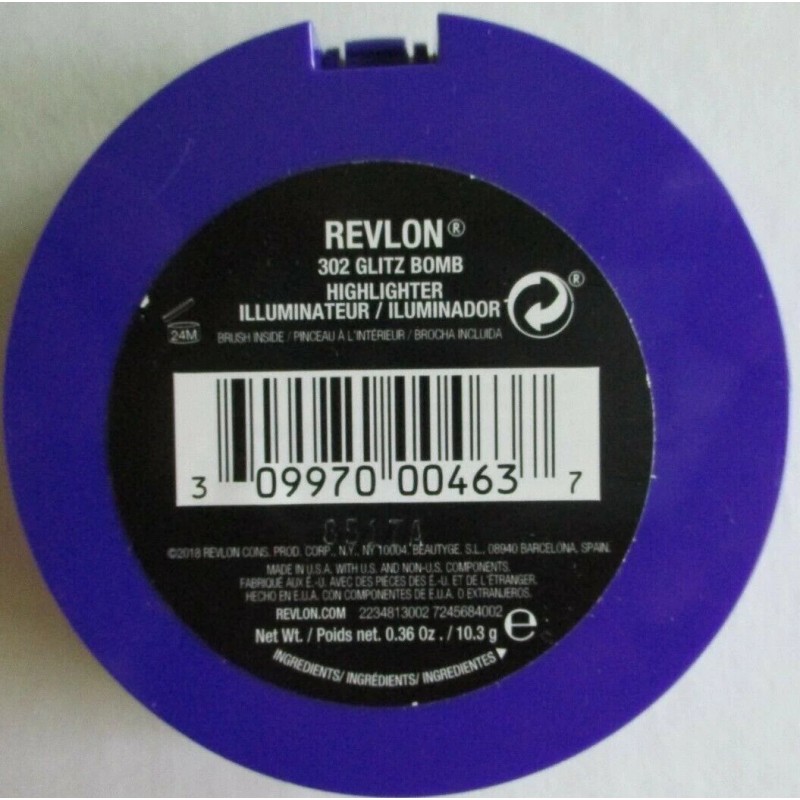 REVLON®
302 GLITZ BOMB
HIGHLIGHTER
ILLUMINATEUR / ILUMINADOR
®
24M
BRUSH INSIDE / PINCEAU À L'INTÉRIEUR / BROCHA INCLUIDA
3 09970 00463 7
©2018 REVLON CONS. PROD. CORP., N.Y., NY 10004, BEAUTYGE, S.L., 08940 BARCELONA, SPAIN.
MADE IN U.S.A. WITH U.S. AND NON-U.S. COMPONENTS.
FABRIQUÉ AUX É.-U. AVEC DES PIÈCES DES É.-U. ET DE L'ÉTRANGER.
HECHO EN E.U.A. CON COMPONENTES DE E.U.A. O EXTRANJEROS.
REVLON.COM 2234813002 7245684002
Net Wt. / Poids net. 0.36 Oz. / 10.3 g e
INGREDIENTS/ INGRÉDIENTS/ INGREDIENTES